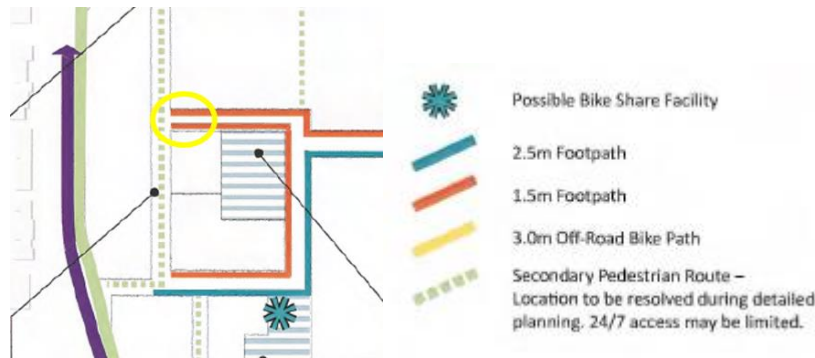 Possible Bike Share Facility
2.5m Footpath
1.5m Footpath
3.0m Off-Road Bike Path
Secondary Pedestrian Route –
Location to be resolved during detailed
planning. 24/7 access may be limited.